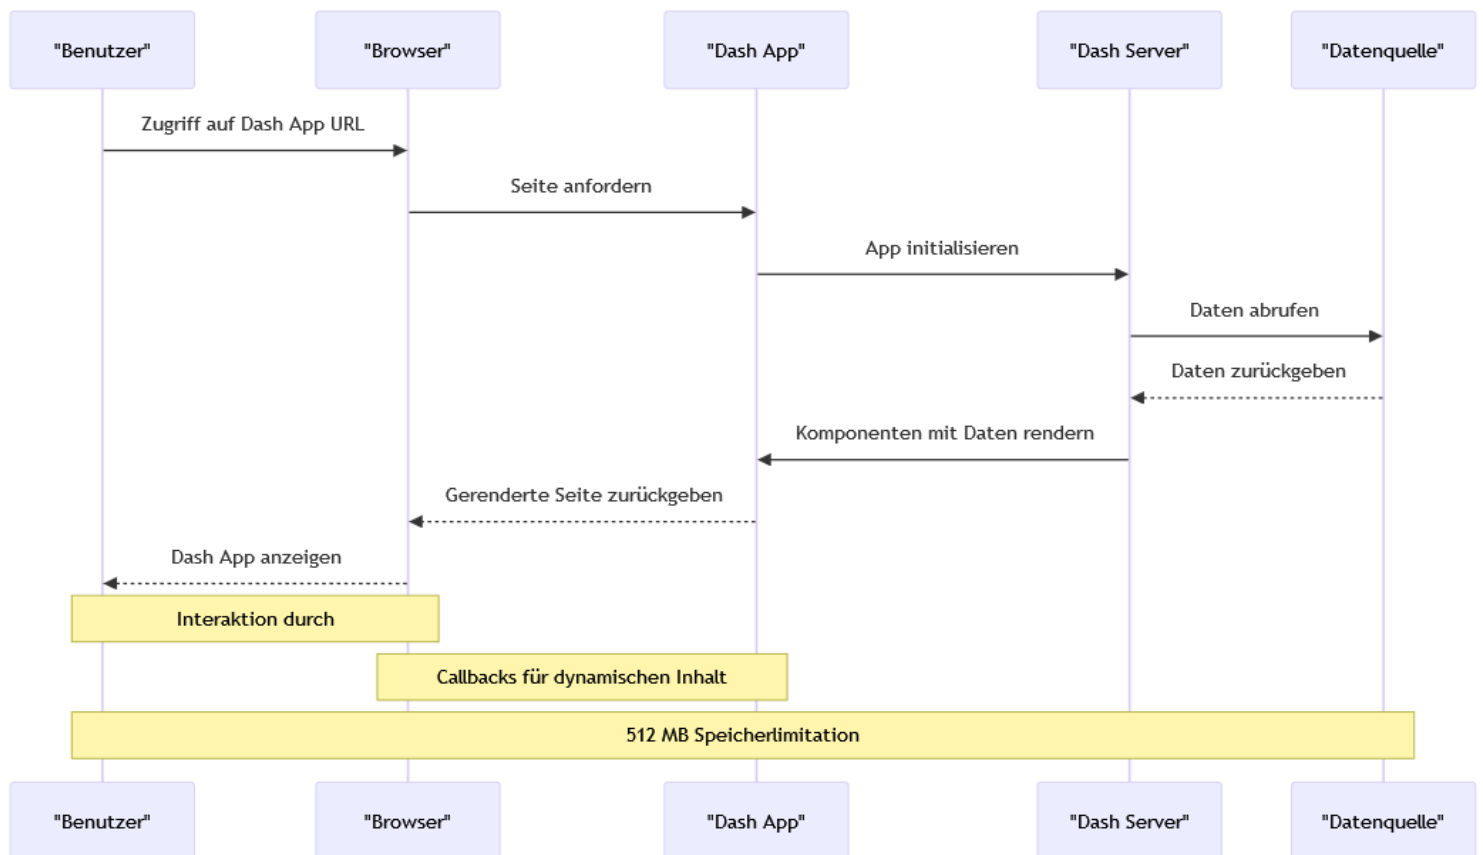 "Benutzer" "Browser" "Dash App" "Dash Server" "Datenquelle"
Zugriff auf Dash App URL
Seite anfordern
App initialisieren
Daten abrufen
Daten zurückgeben
Komponenten mit Daten rendern
Gerenderte Seite zurückgeben
Dash App anzeigen
Interaktion durch
Callbacks für dynamischen Inhalt
512 MB Speicherlimitation
"Benutzer" "Browser" "Dash App" "Dash Server" "Datenquelle"